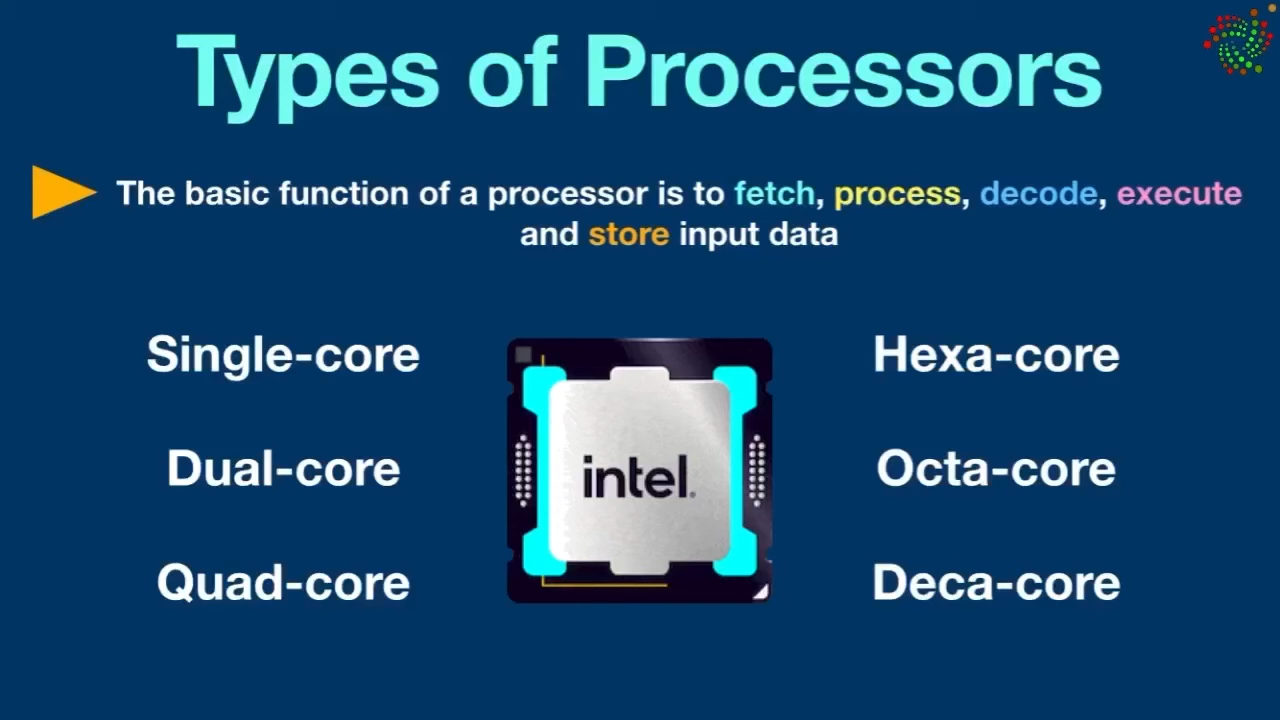 Types of Processors
The basic function of a processor is to fetch, process, decode, execute
and store input data
Single-core
Hexa-core
intel.
Dual-core
Octa-core
Quad-core
Deca-core